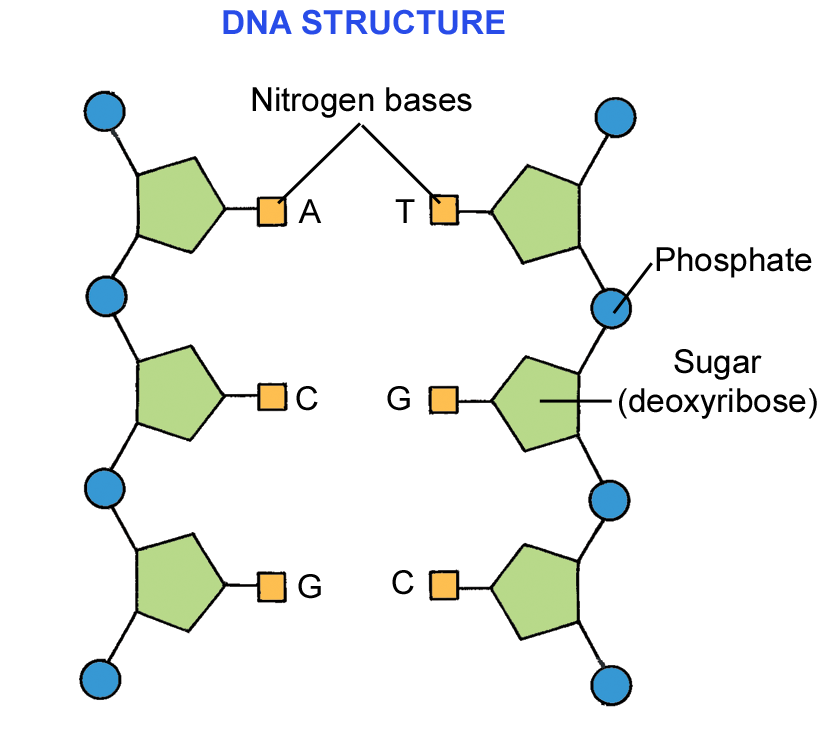 DNA STRUCTURE
Nitrogen bases
A
T
Phosphate
Sugar
(deoxyribose)
C
G
G
C